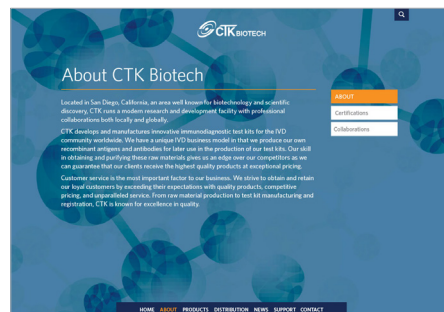 CTK BIOTECH
About CTK Biotech
Located in San Diego, California, an area well known for biotechnology and scientific
discovery, CTK runs a modern research and development facility with professional
collaborations both locally and globally.
CTK develops and manufactures innovative immunodiagnostic test kits for the IVD
community worldwide. We have a unique IVD business model in that we produce our own
recombinant antigens and antibodies for later use in the production of our test kits. Our skill
in obtaining and purifying these raw materials gives us an edge over our competitors as we
can guarantee that our clients receive the highest quality products at exceptional pricing.
Customer service is the most important factor to our business. We strive to obtain and retain
our loyal customers by exceeding their expectations with quality products, competitive
pricing, and unparalleled service. From raw material production to test kit manufacturing and
registration, CTK is known for excellence in quality.
ABOUT
Certifications
Collaborations
HOME ABOUT PRODUCTS DISTRIBUTION NEWS SUPPORT CONTACT